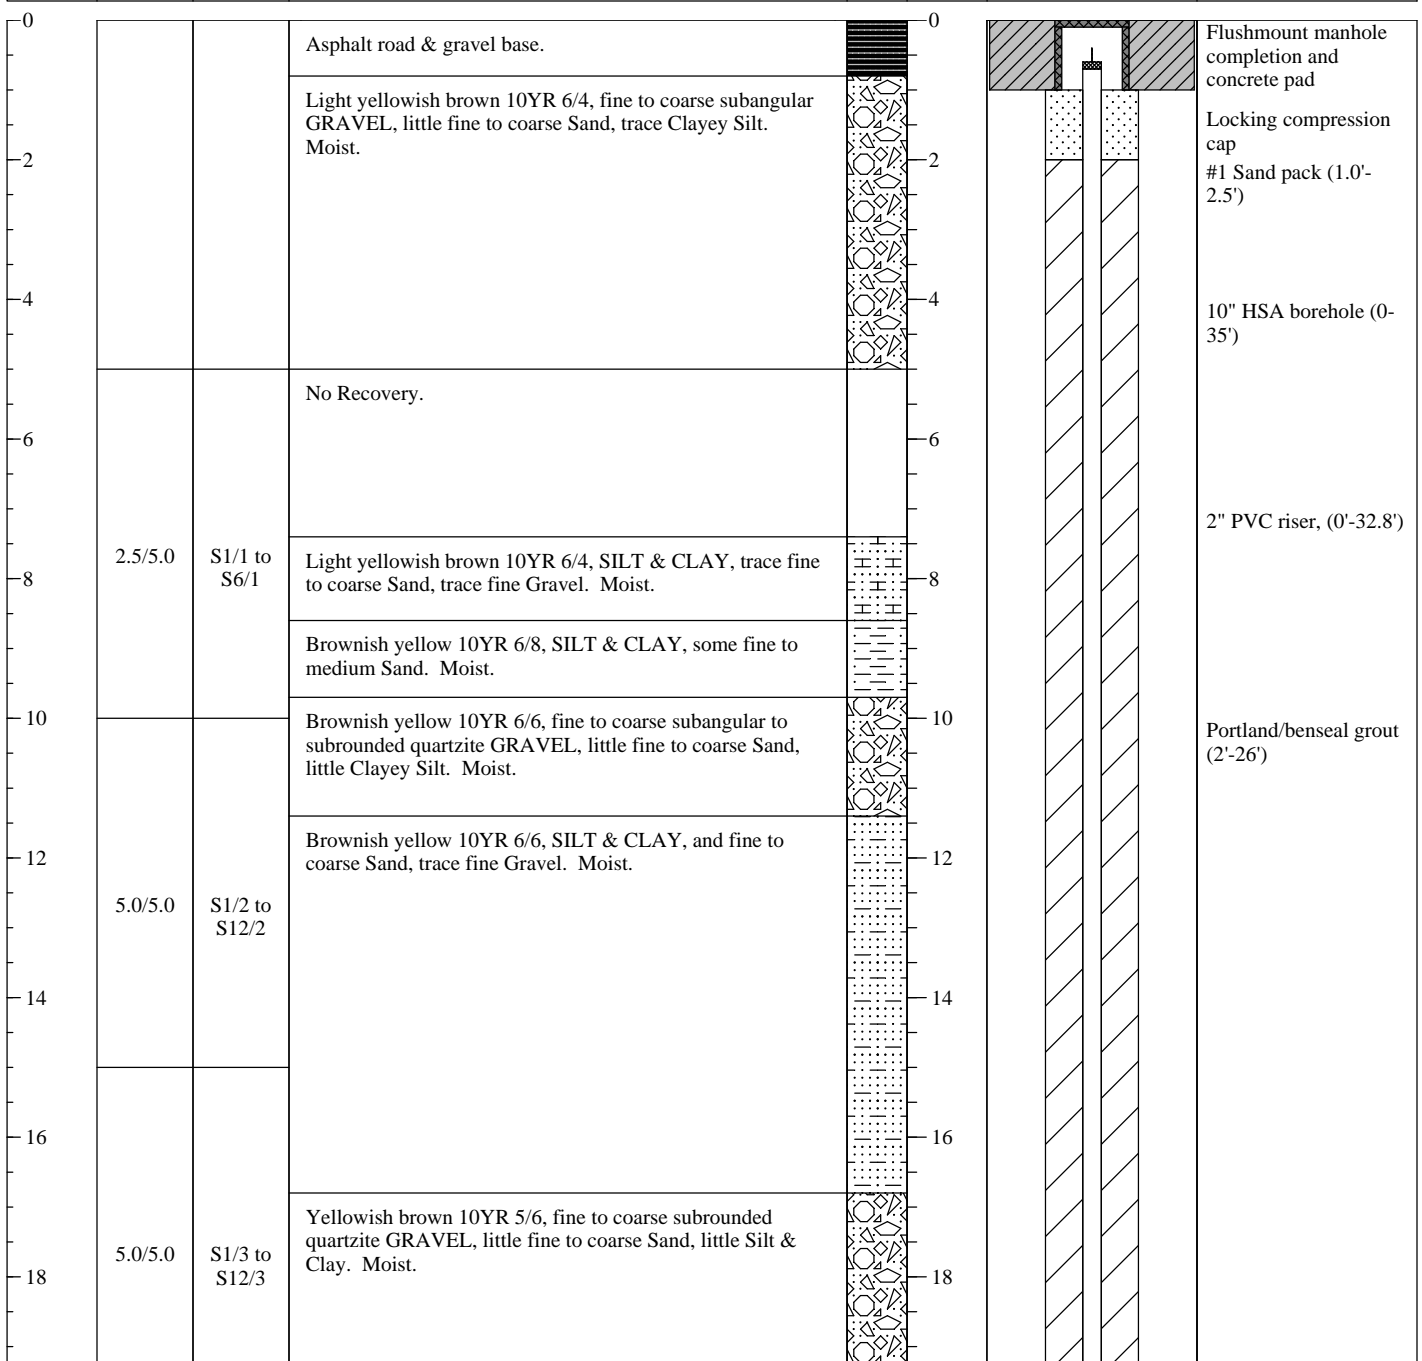 0
0
Asphalt road & gravel base.
Flushmount manhole
completion and
concrete pad
Light yellowish brown 10YR 6/4, fine to coarse subangular
GRAVEL, little fine to coarse Sand, trace Clayey Silt.
Moist.
Locking compression
cap
2
2
#1 Sand pack (1.0'-
2.5')
4
4
10" HSA borehole (0-
35')
No Recovery.
6
6
2" PVC riser, (0'-32.8')
2.5/5.0
S1/1 to
S6/1
Light yellowish brown 10YR 6/4, SILT & CLAY, trace fine
to coarse Sand, trace fine Gravel. Moist.
8
8
Brownish yellow 10YR 6/8, SILT & CLAY, some fine to
medium Sand. Moist.
10
10
Brownish yellow 10YR 6/6, fine to coarse subangular to
subrounded quartzite GRAVEL, little fine to coarse Sand,
little Clayey Silt. Moist.
Portland/benseal grout
(2'-26')
Brownish yellow 10YR 6/6, SILT & CLAY, and fine to
coarse Sand, trace fine Gravel. Moist.
12
12
5.0/5.0
S1/2 to
S12/2
14
14
16
16
Yellowish brown 10YR 5/6, fine to coarse subrounded
quartzite GRAVEL, little fine to coarse Sand, little Silt &
Clay. Moist.
5.0/5.0
S1/3 to
S12/3
18
18